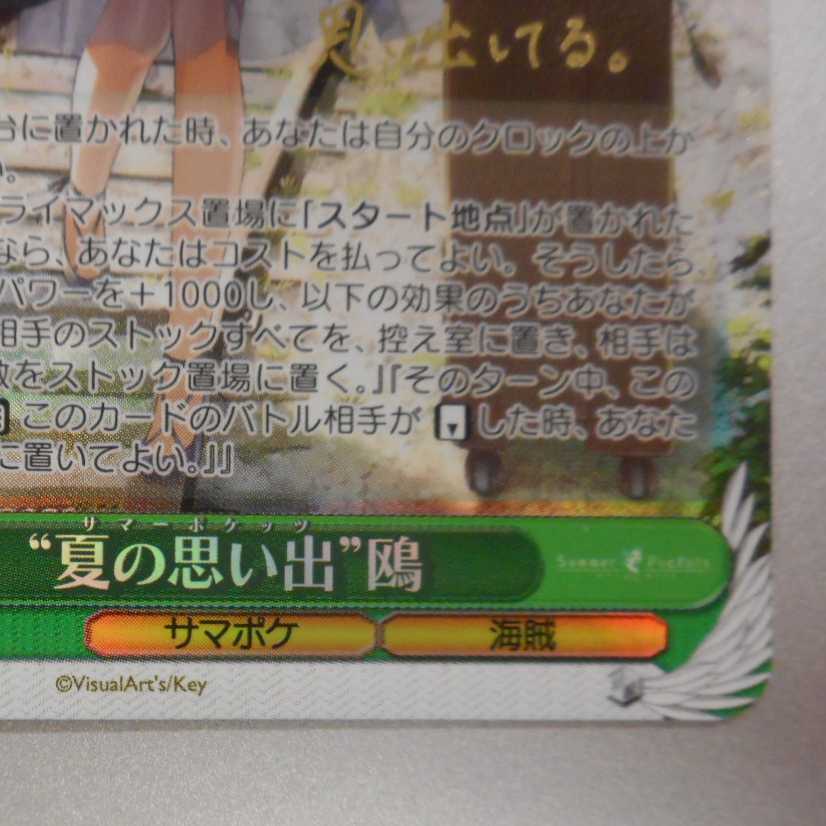 思い出してる。
台に置かれた時、あなたは自分のクロックの上か
い。
ライマックス置場に「スタート地点」が置かれた
なら、あなたはコストを払ってよい。そうしたら
パワーを＋1000し、以下の効果のうちあなたが
相手のストックすべてを、控え室に置き、相手は
数をストック置場に置く。」「そのターン中、この
このカードのバトル相手が した時、あなた
に置いてよい。』」
サマーポケッツ
“夏の思い出”鴎
Summer Pockets
サマポケ 海賊
©VisualArt's/Key